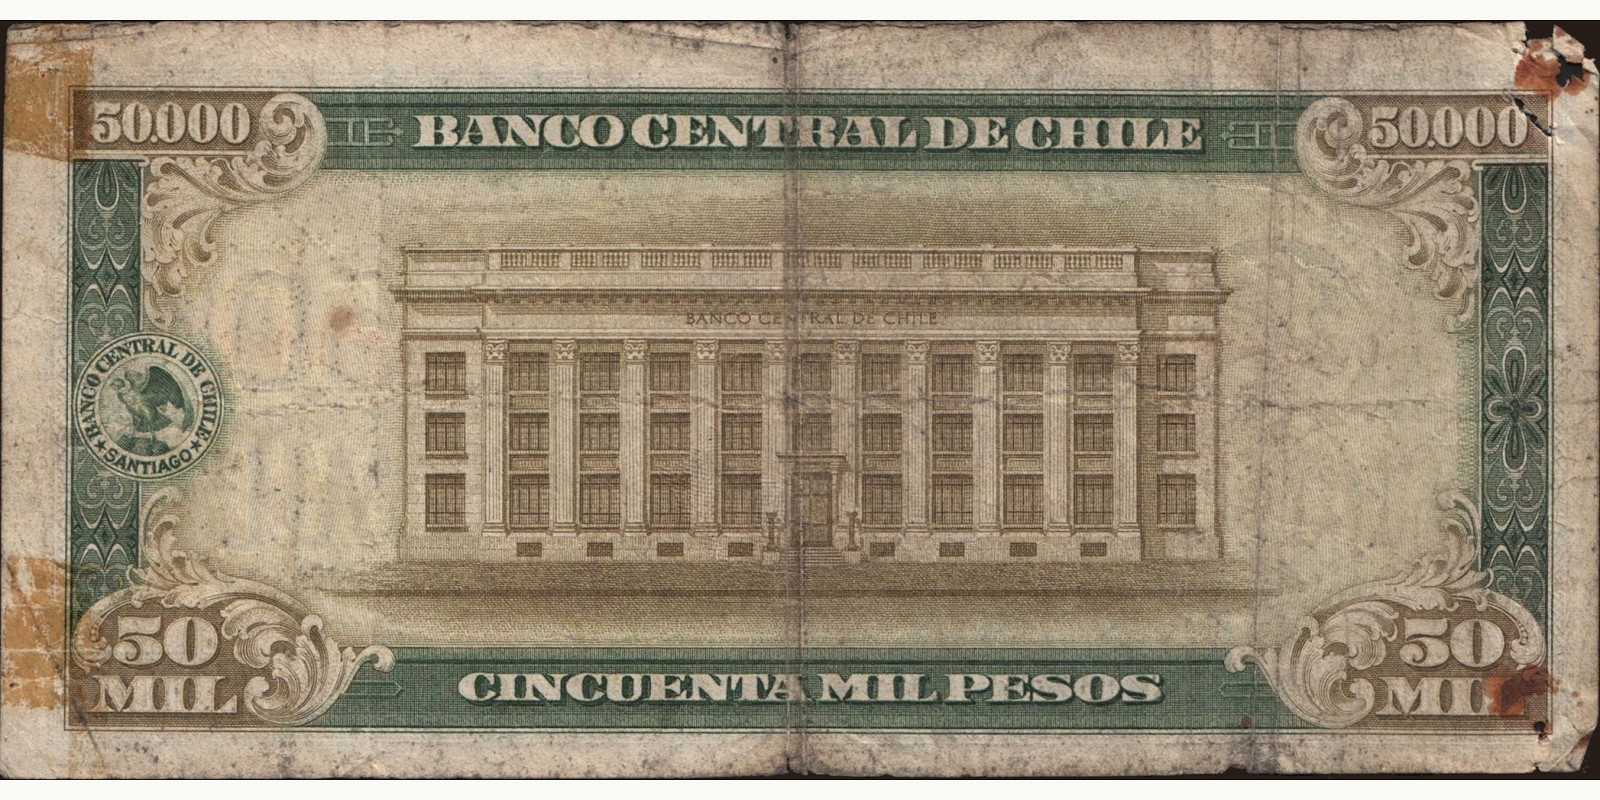 50.000 BANCO CENTRAL DE CHILE 50.000
BANCO CENTRAL DE CHILE
BANCO CENTRAL DE CHILE
★ SANTIAGO ★
50 MIL
CINCUENTA MIL PESOS
50 MIL